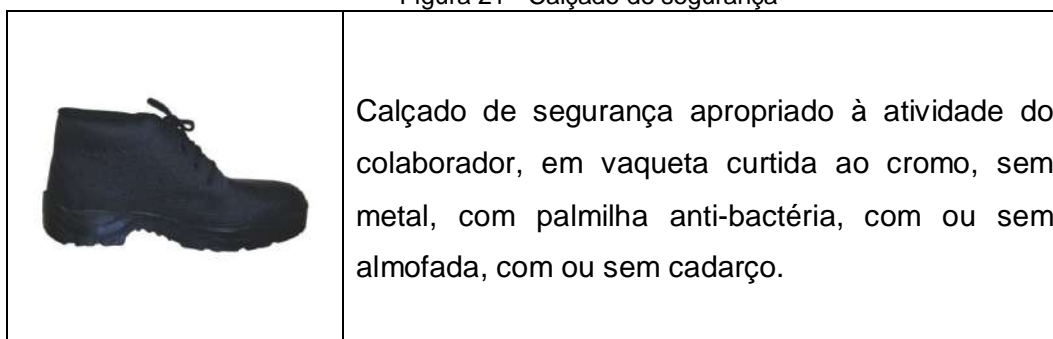 Figura 21 - Calçado de segurança
Calçado de segurança apropriado à atividade do
colaborador, em vaqueta curtida ao cromo, sem
metal, com palmilha anti-bactéria, com ou sem
almofada, com ou sem cadarço.